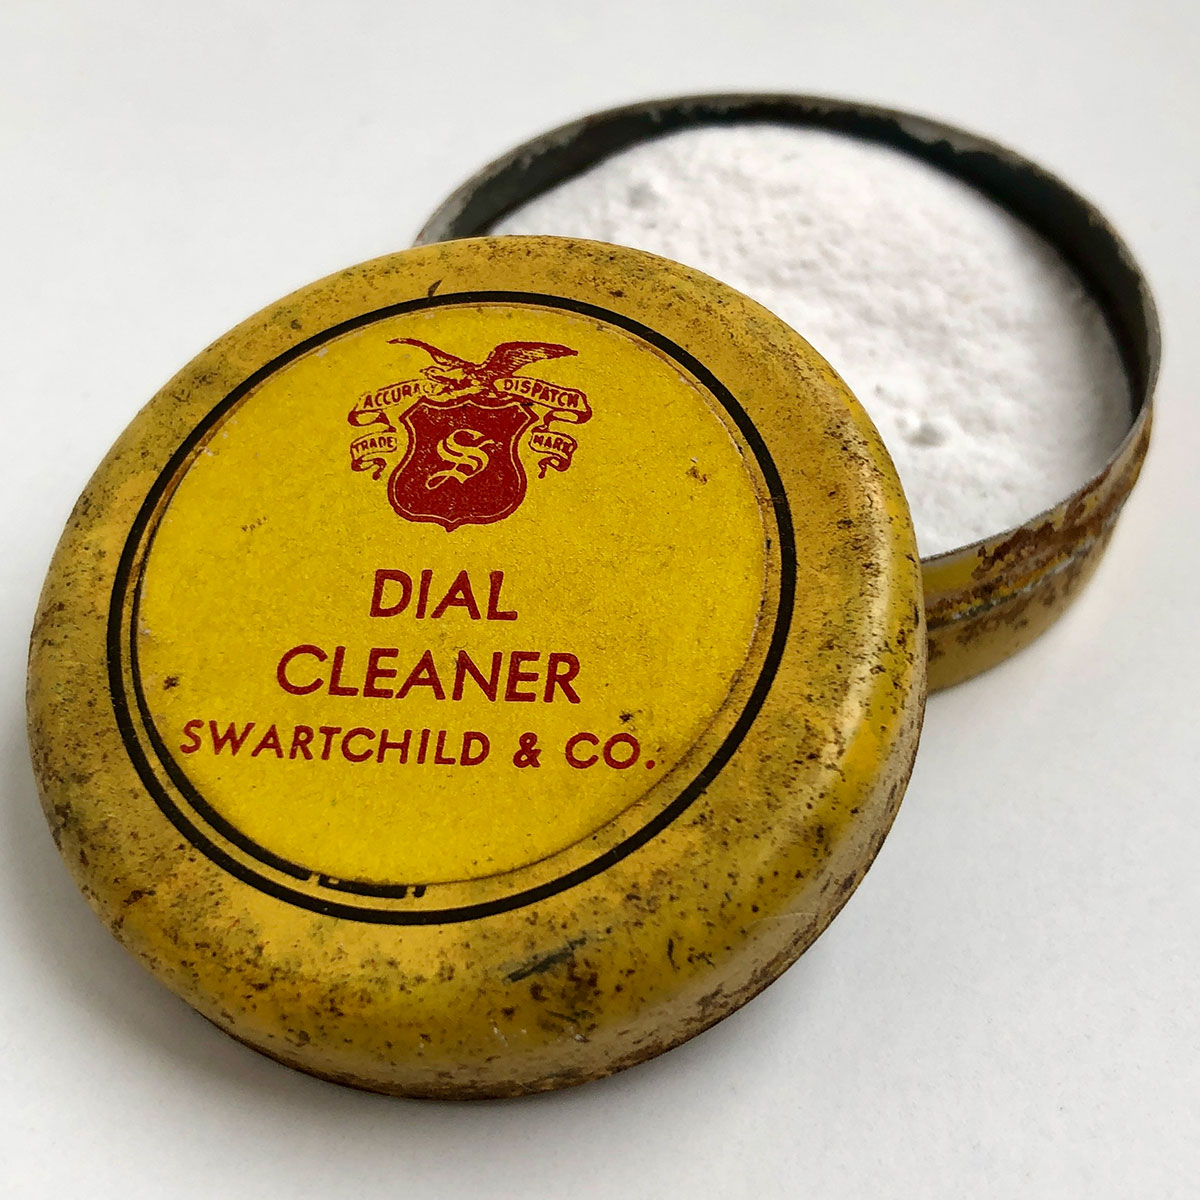 ACCURACY DISPATCH
TRADE MARK
S
DIAL
CLEANER
SWARTCHILD & CO.